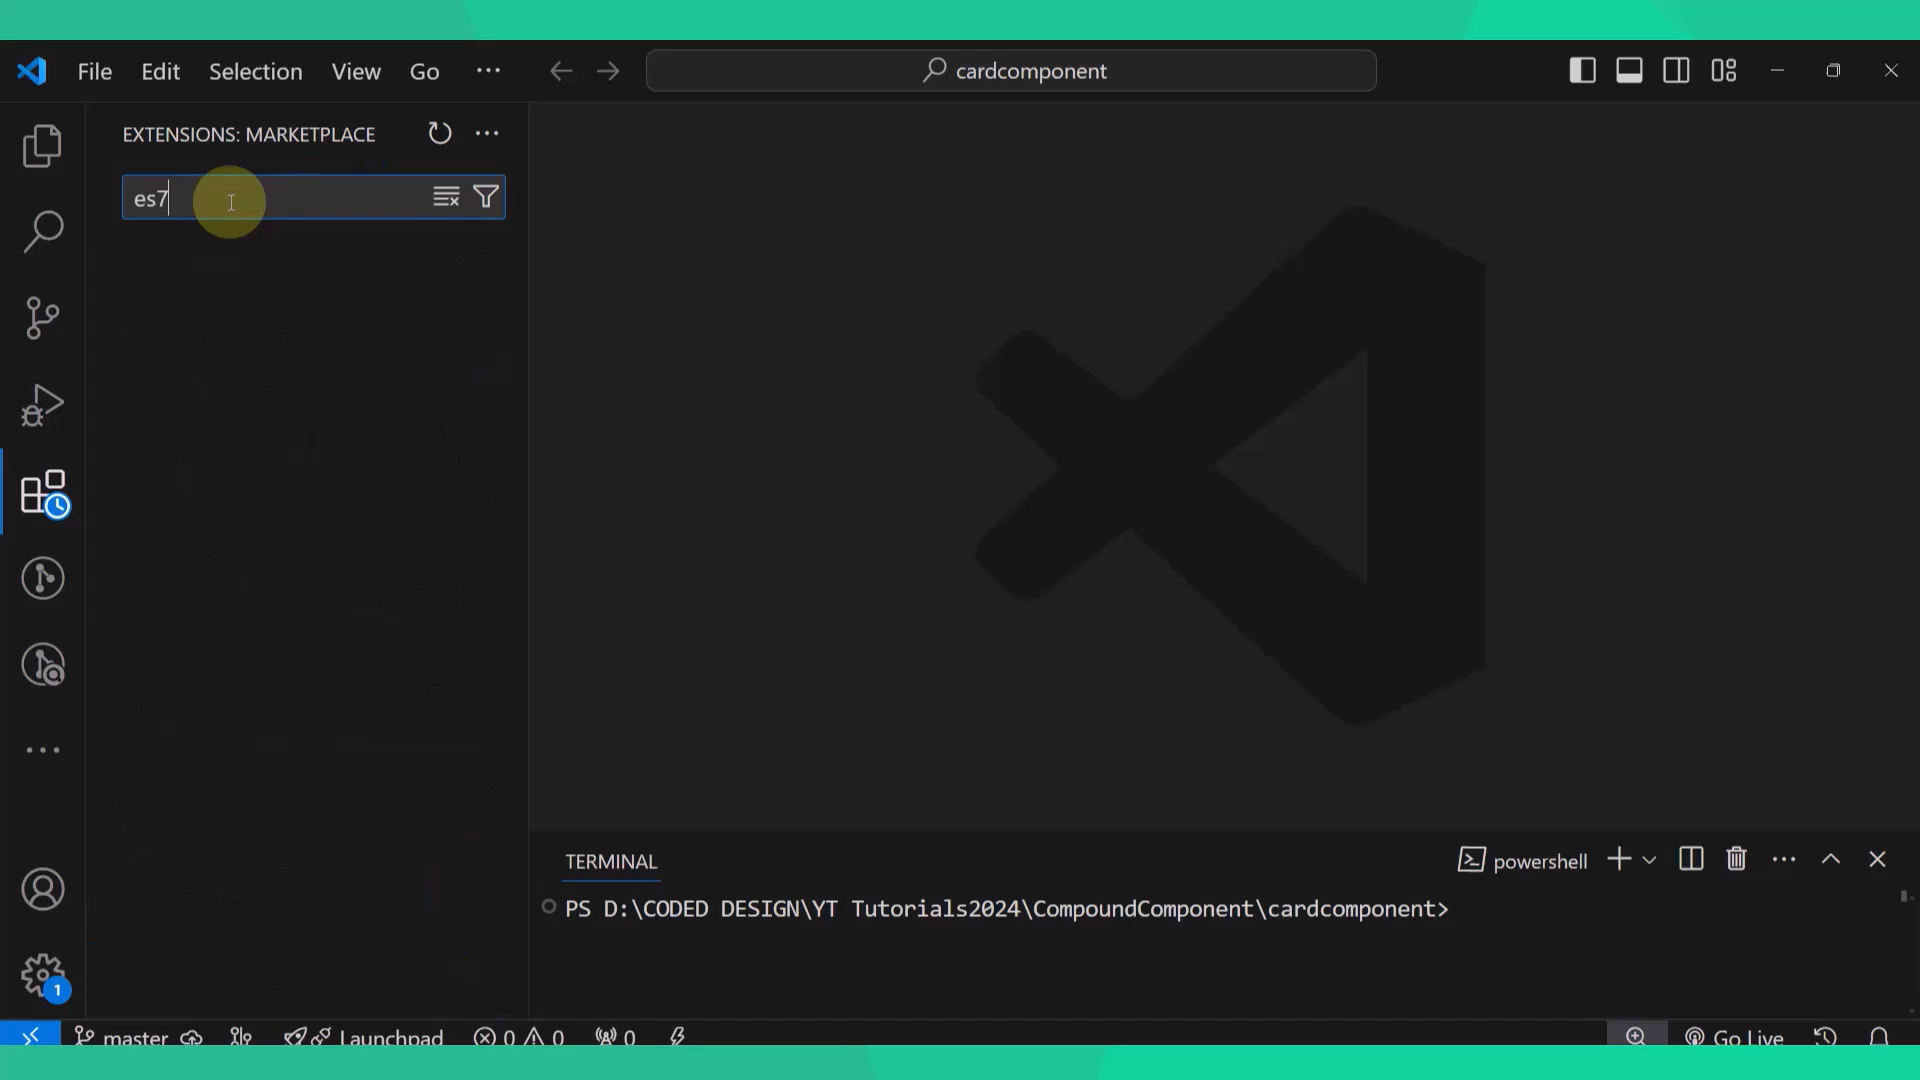 File Edit Selection View Go ···
cardcomponent
EXTENSIONS: MARKETPLACE
es7
TERMINAL
powershell
PS D:\CODED DESIGN\YT Tutorials2024\CompoundComponent\cardcomponent>
1
master
Launchpad
0
0
0
Go Live